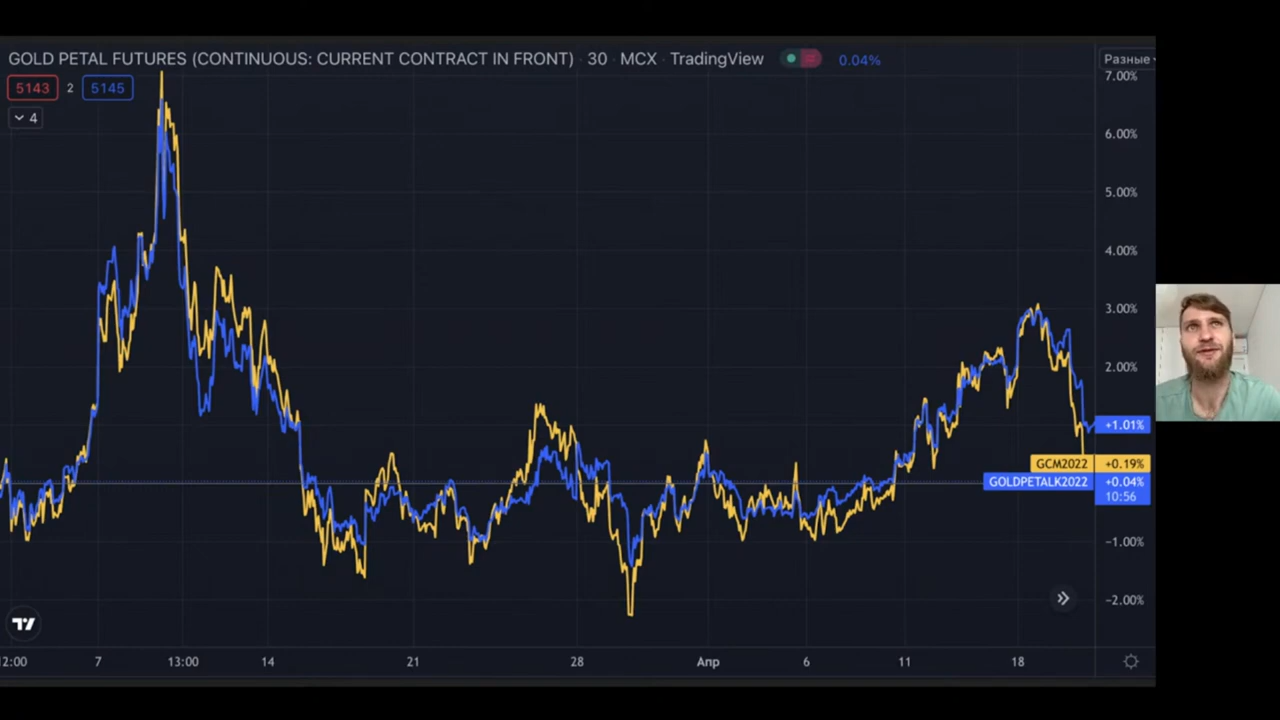 GOLD PETAL FUTURES (CONTINUOUS: CURRENT CONTRACT IN FRONT) · 30 · MCX · TradingView 0.04%
Разные
5143 2 5145
4
7.00%
6.00%
5.00%
4.00%
3.00%
2.00%
+1.01%
GCM2022 +0.19%
GOLDPETALK2022 +0.04%
10:56
-1.00%
-2.00%
12:00 7 13:00 14 21 28 Апр 6 11 18